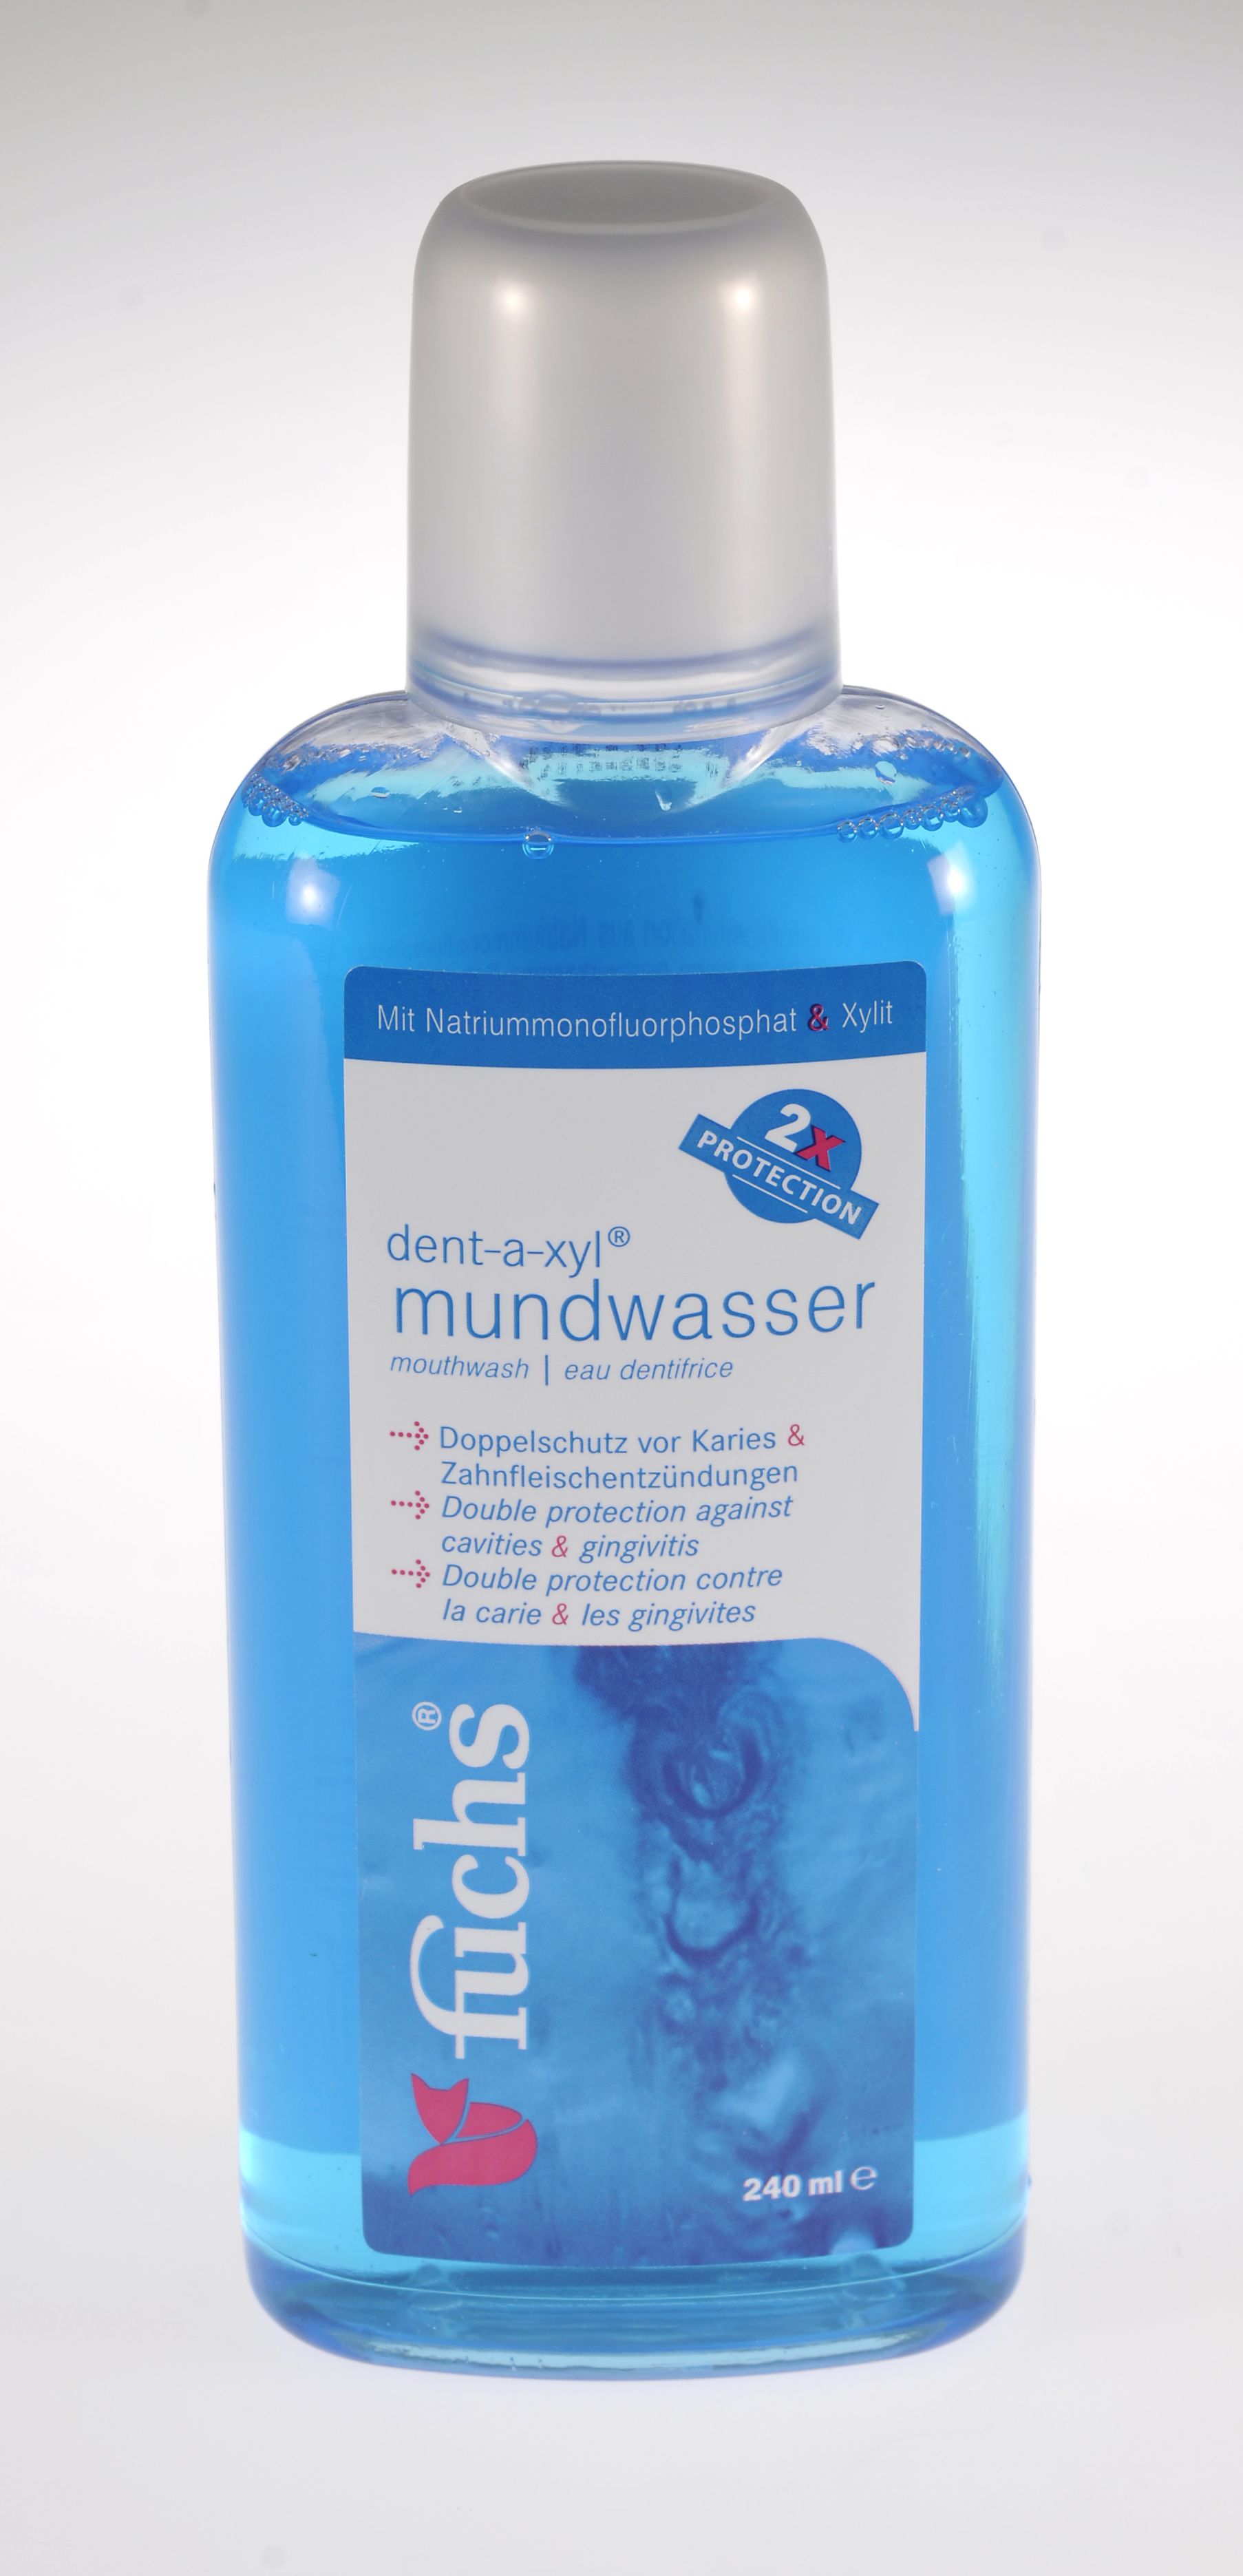 Mit Natriummonofluorphosphat & Xylit
2x
PROTECTION
dent-a-xyl®
mundwasser
mouthwash | eau dentifrice
Doppelschutz vor Karies &
Zahnfleischentzündungen
Double protection against
cavities & gingivitis
Double protection contre
la carie & les gingivites
fuchs®
240 ml ℮